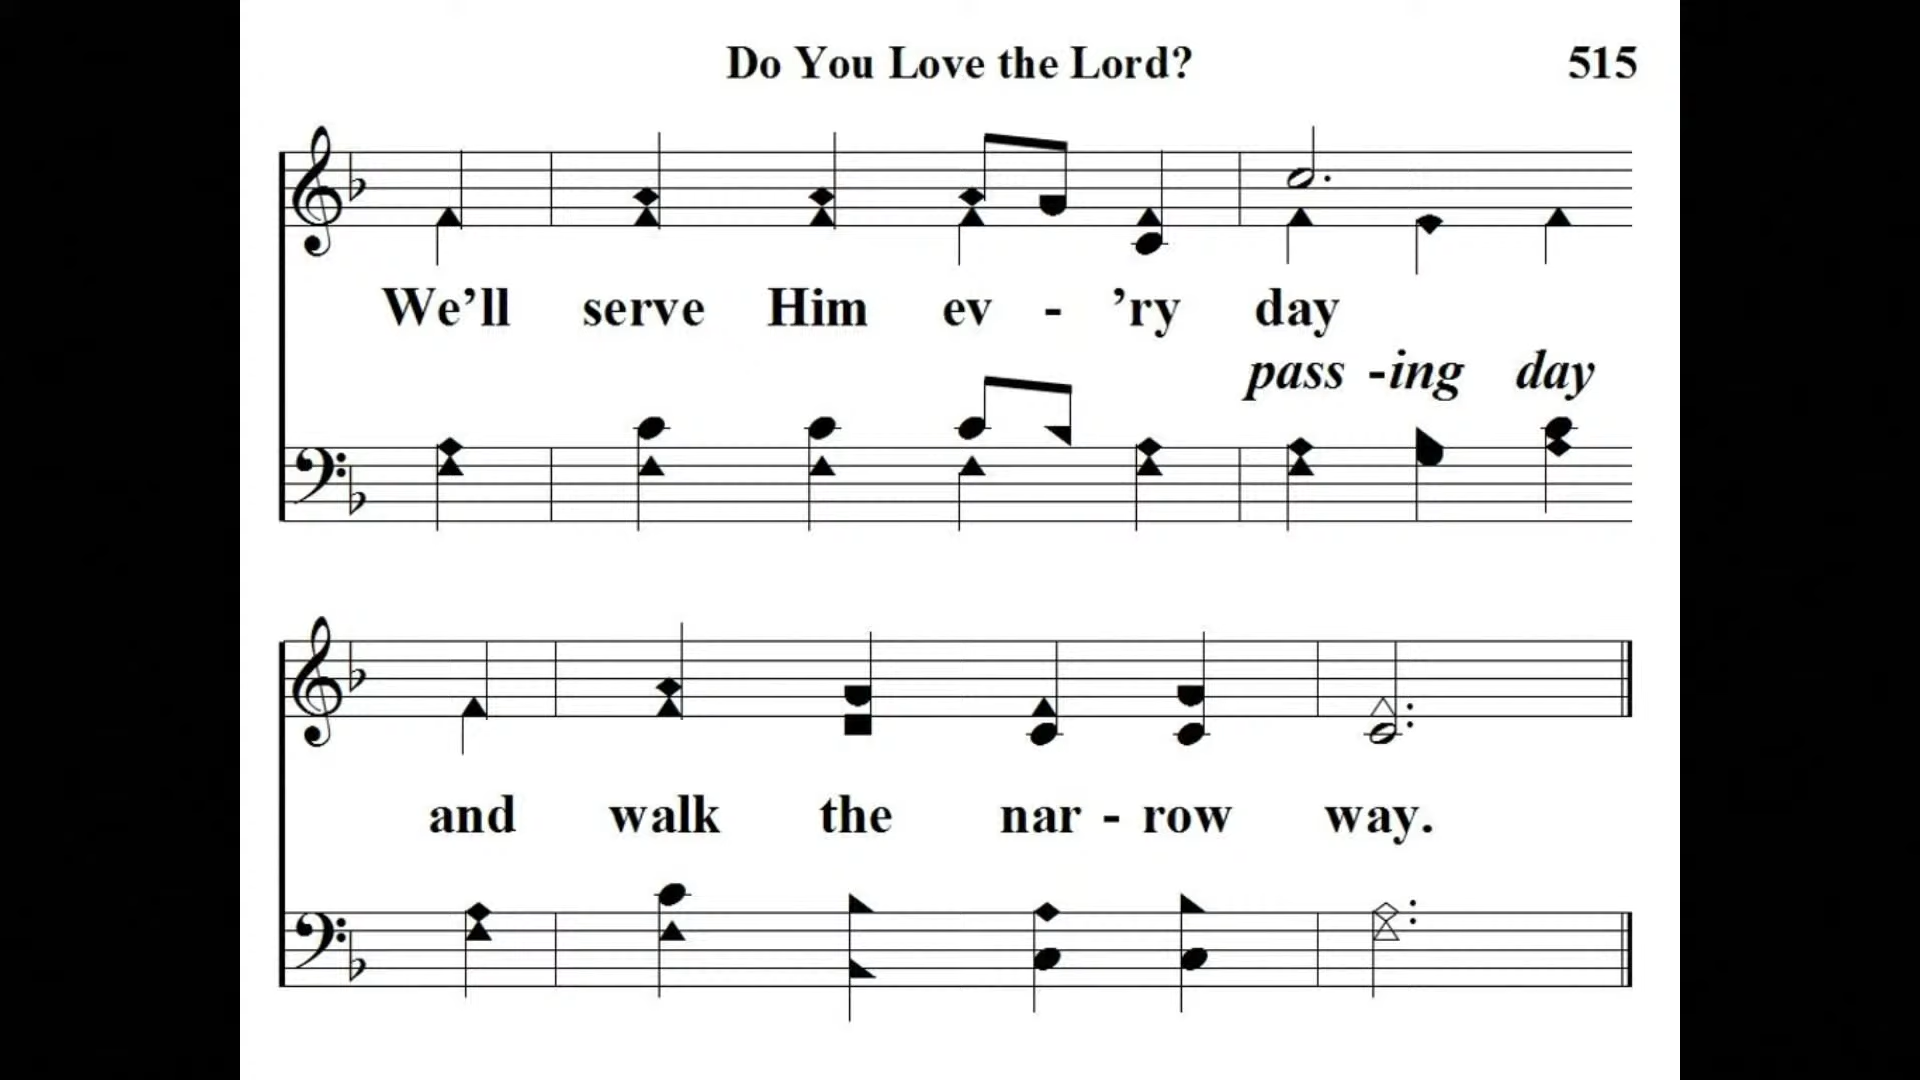 Do You Love the Lord? 515
We’ll serve Him ev - ’ry day
pass - ing day
and walk the nar - row way.